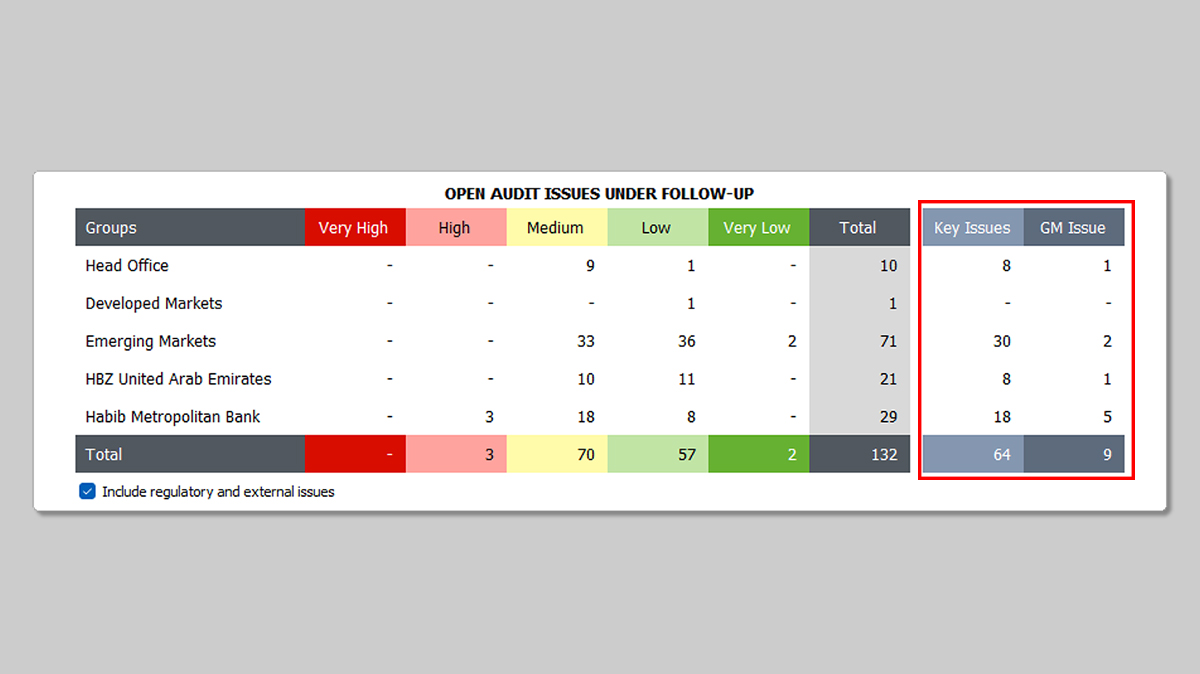 OPEN AUDIT ISSUES UNDER FOLLOW-UP
Groups Very High High Medium Low Very Low Total Key Issues GM Issue
Head Office - - 9 1 - 10 8 1
Developed Markets - - - 1 - 1 - -
Emerging Markets - - 33 36 2 71 30 2
HBZ United Arab Emirates - - 10 11 - 21 8 1
Habib Metropolitan Bank - 3 18 8 - 29 18 5
Total - 3 70 57 2 132 64 9
Include regulatory and external issues